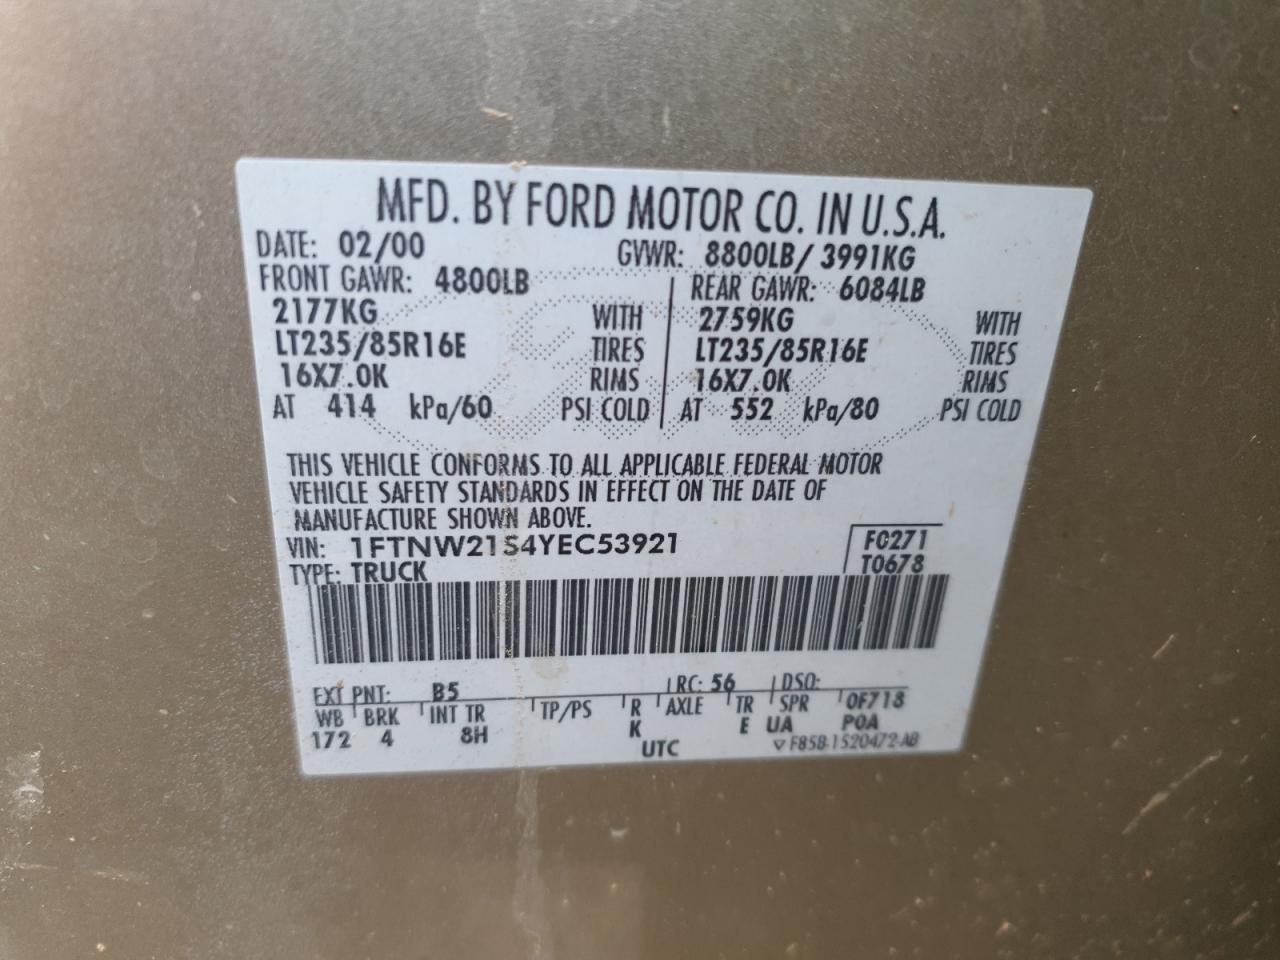 MFD. BY FORD MOTOR CO. IN U.S.A.
DATE: 02/00 GVWR: 8800LB/ 3991KG
FRONT GAWR: 4800LB REAR GAWR: 6084LB
2177KG WITH 2759KG WITH
LT235/85R16E TIRES LT235/85R16E TIRES
16X7.0K RIMS 16X7.0K RIMS
AT 414 kPa/60 PSI COLD AT 552 kPa/80 PSI COLD
THIS VEHICLE CONFORMS TO ALL APPLICABLE FEDERAL MOTOR
VEHICLE SAFETY STANDARDS IN EFFECT ON THE DATE OF
MANUFACTURE SHOWN ABOVE.
VIN: 1FTNW21S4YEC53921 F0271
TYPE: TRUCK T0678
EXT PNT: B5 RC: 56 DSO:
WB BRK INT TR TP/PS R AXLE TR SPR 0F718
172 4 8H K E UA P0A
UTC ▽ F85B-1520472-AB